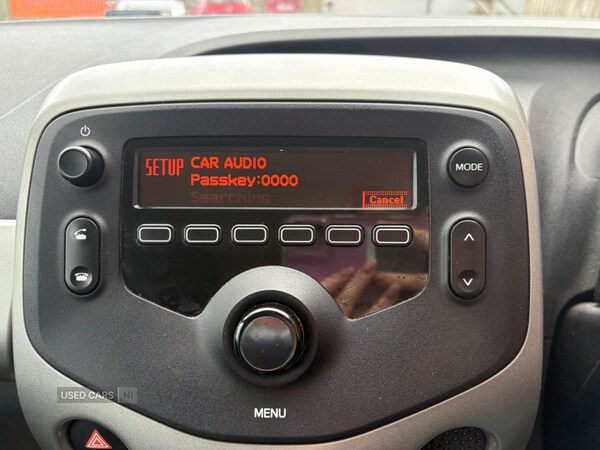 SETUP CAR AUDIO
Passkey:0000
Searching
Cancel
MODE
MENU
USED CARS NI